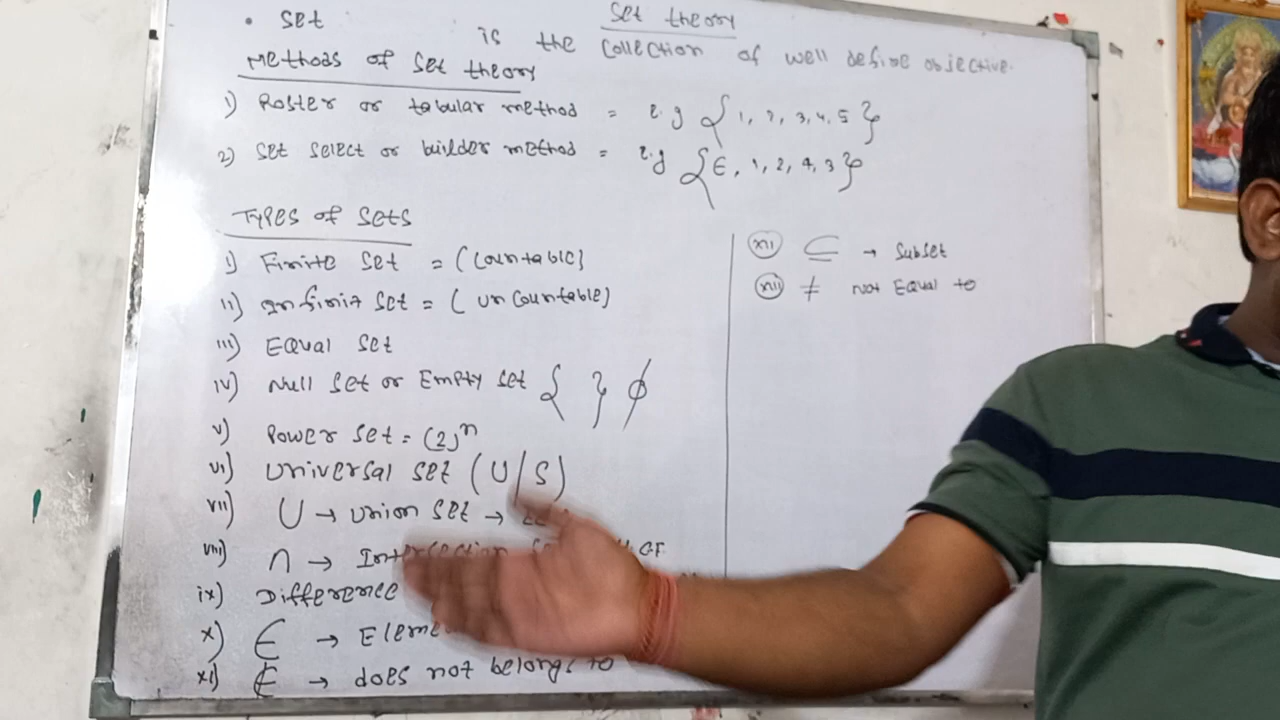 Set theory
• Set is the collection of well define objective.
Methods of Set theory
1) Roster or tabular method = e.g { 1, 2, 3, 4, 5 }
2) Set Select or builder method = e.g { ∈, 1, 2, 4, 3 }
Types of Sets
i) Finite Set = (Countable)
ii) Infinit Set = ( uncountable)
iii) Equal Set
iv) Null Set or Empty Set { } ϕ
v) Power Set = (2)ⁿ
vi) Universal Set ( U/S )
vii) U → Union Set →
viii) ∩ →
ix) Difference
x) ∈ →
xi) ∉ → does not belongs to
xii ⊆ → Subset
xiii ≠ Not Equal to